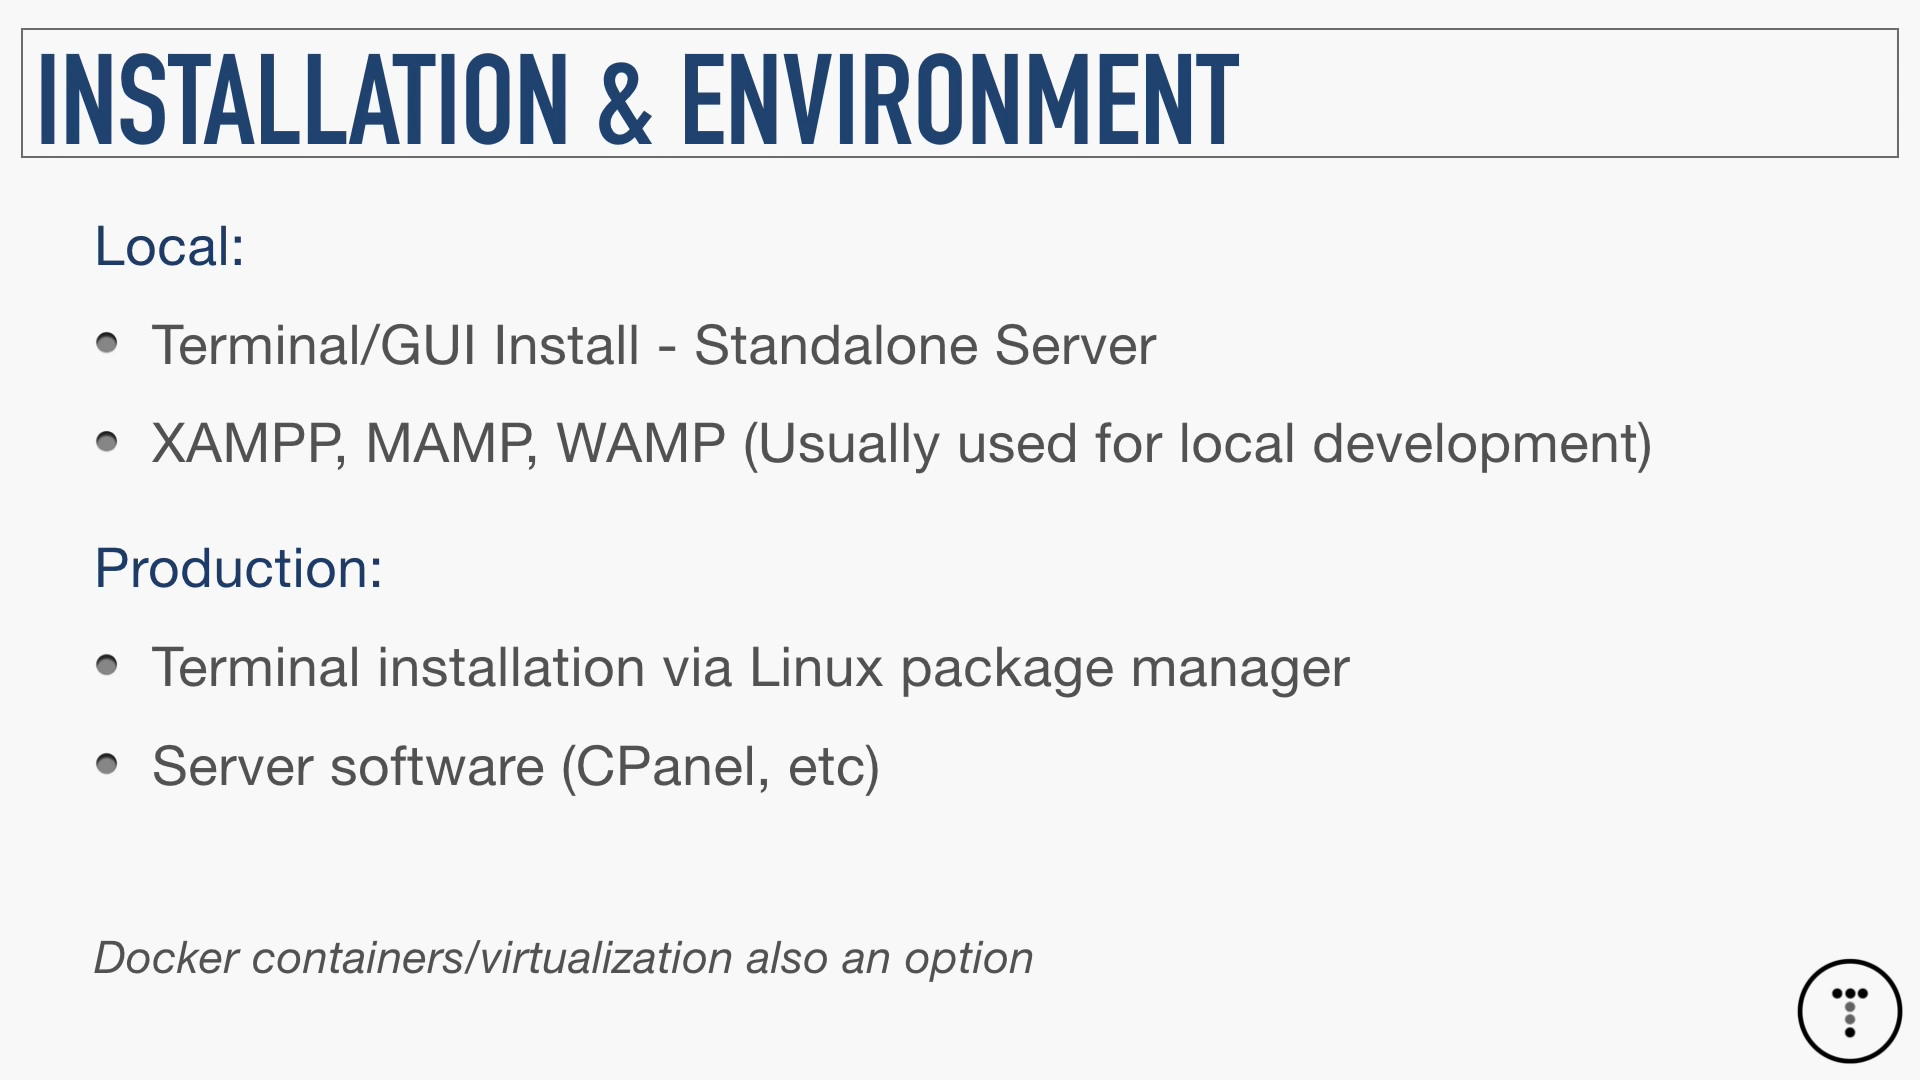 INSTALLATION & ENVIRONMENT
Local:
Terminal/GUI Install - Standalone Server
XAMPP, MAMP, WAMP (Usually used for local development)
Production:
Terminal installation via Linux package manager
Server software (CPanel, etc)
Docker containers/virtualization also an option
T